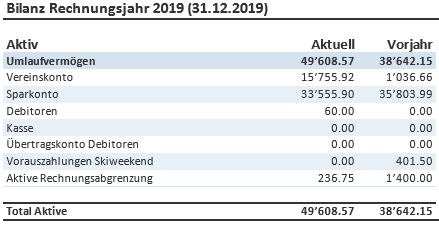 Bilanz Rechnungsjahr 2019 (31.12.2019)
Aktiv Aktuell Vorjahr
Umlaufvermögen 49’608.57 38’642.15
Vereinskonto 15’755.92 1’036.66
Sparkonto 33’555.90 35’803.99
Debitoren 60.00 0.00
Kasse 0.00 0.00
Übertragskonto Debitoren 0.00 0.00
Vorauszahlungen Skiweekend 0.00 401.50
Aktive Rechnungsabgrenzung 236.75 1’400.00
Total Aktive 49’608.57 38’642.15